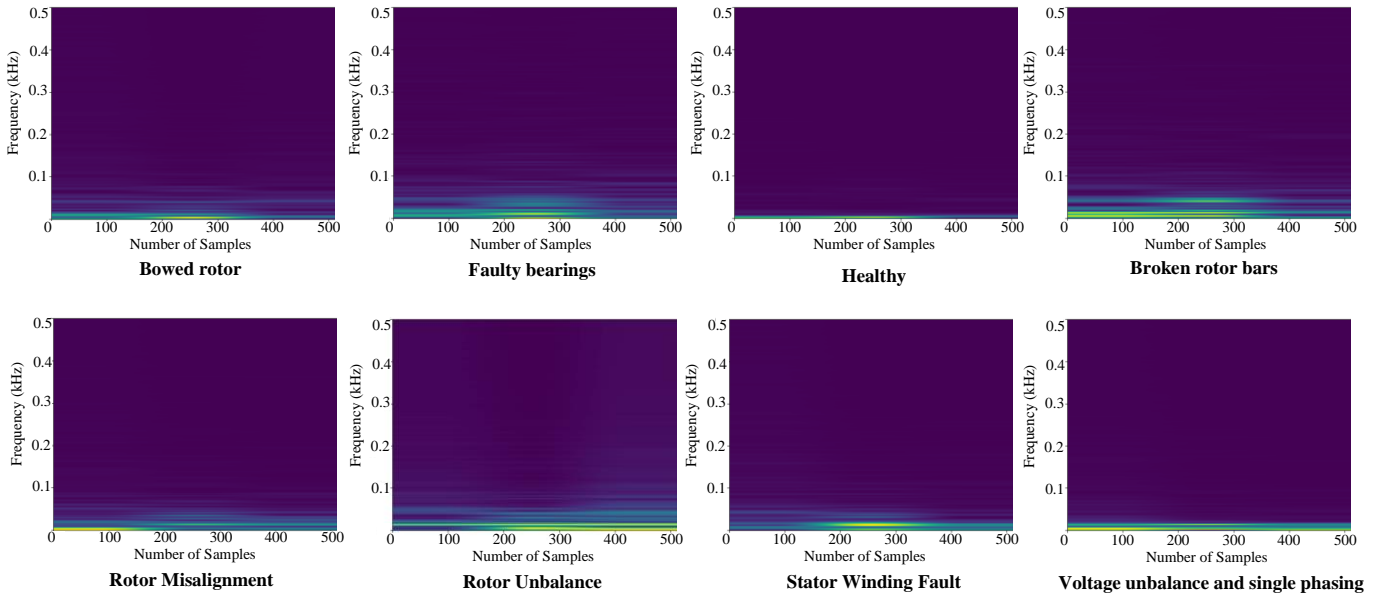 0.5 0.5 0.5 0.5
0.4 0.4 0.4 0.4
0.3 0.3 0.3 0.3
0.2 0.2 0.2 0.2
0.1 0.1 0.1 0.1
Frequency (kHz) Frequency (kHz) Frequency (kHz) Frequency (kHz)
0 100 200 300 400 500 0 100 200 300 400 500 0 100 200 300 400 500 0 100 200 300 400 500
Number of Samples Number of Samples Number of Samples Number of Samples
Bowed rotor Faulty bearings Healthy Broken rotor bars
0.5 0.5 0.5 0.5
0.4 0.4 0.4 0.4
0.3 0.3 0.3 0.3
0.2 0.2 0.2 0.2
0.1 0.1 0.1 0.1
Frequency (kHz) Frequency (kHz) Frequency (kHz) Frequency (kHz)
0 100 200 300 400 500 0 100 200 300 400 500 0 100 200 300 400 500 0 100 200 300 400 500
Number of Samples Number of Samples Number of Samples Number of Samples
Rotor Misalignment Rotor Unbalance Stator Winding Fault Voltage unbalance and single phasing